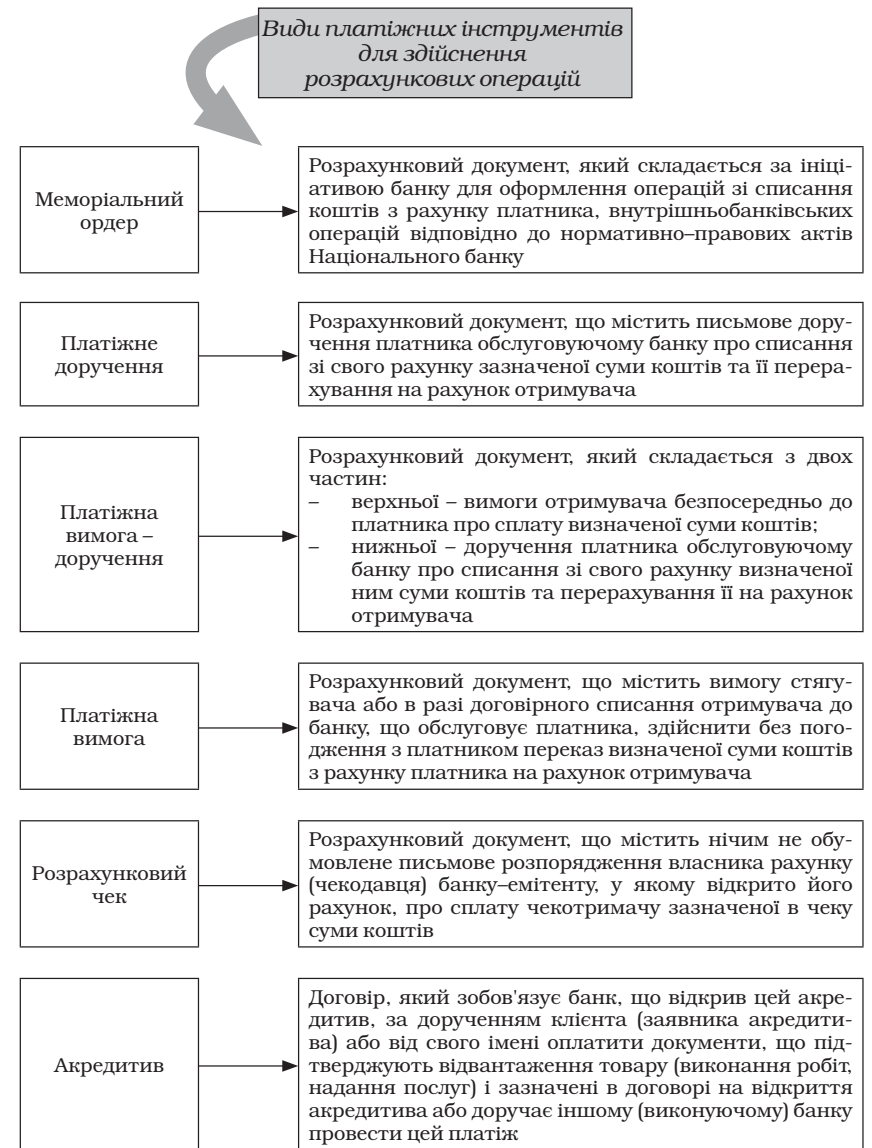 Види платіжних інструментів
для здійснення
розрахункових операцій
Меморіальний
ордер
Розрахунковий документ, який складається за ініці-
ативою банку для оформлення операцій зі списання
коштів з рахунку платника, внутрішньобанківських
операцій відповідно до нормативно–правових актів
Національного банку
Платіжне
доручення
Розрахунковий документ, що містить письмове дору-
чення платника обслуговуючому банку про списання
зі свого рахунку зазначеної суми коштів та її перера-
хування на рахунок отримувача
Платіжна
вимога –
доручення
Розрахунковий документ, який складається з двох
частин:
– верхньої – вимоги отримувача безпосередньо до
платника про сплату визначеної суми коштів;
– нижньої – доручення платника обслуговуючому
банку про списання зі свого рахунку визначеної
ним суми коштів та перерахування її на рахунок
отримувача
Платіжна
вимога
Розрахунковий документ, що містить вимогу стягу-
вача або в разі договірного списання отримувача до
банку, що обслуговує платника, здійснити без пого-
дження з платником переказ визначеної суми коштів
з рахунку платника на рахунок отримувача
Розрахунковий
чек
Розрахунковий документ, що містить нічим не обу-
мовлене письмове розпорядження власника рахунку
(чекодавця) банку–емітенту, у якому відкрито його
рахунок, про сплату чекотримачу зазначеної в чеку
суми коштів
Акредитив
Договір, який зобов'язує банк, що відкрив цей акре-
дитив, за дорученням клієнта (заявника акредити-
ва) або від свого імені оплатити документи, що під-
тверджують відвантаження товару (виконання робіт,
надання послуг) і зазначені в договорі на відкриття
акредитива або доручає іншому (виконуючому) банку
провести цей платіж